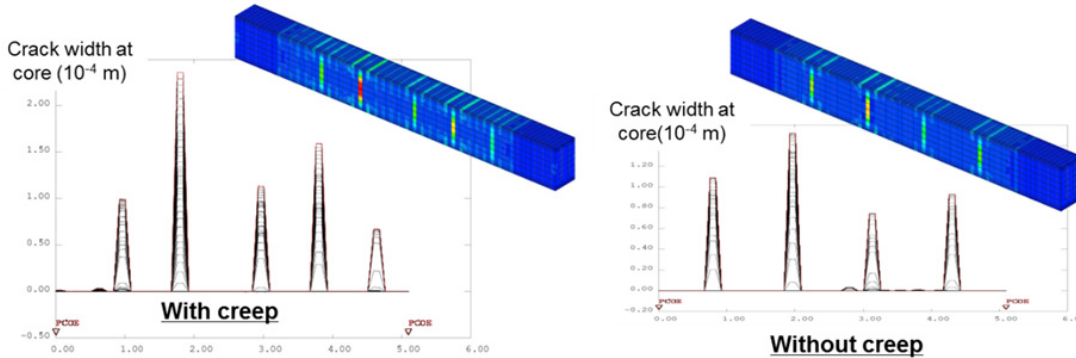 Crack width at
core (10⁻⁴ m)
2.00
1.50
1.00
0.50
0.00
-0.50
PCOE
PCOE
0.00
1.00
2.00
3.00
4.00
5.00
6.00
With creep
Crack width at
core(10⁻⁴ m)
1.20
1.00
0.80
0.60
0.40
0.20
0.00
-0.20
PCOE
PCOE
0.00
1.00
2.00
3.00
4.00
5.00
6.0
Without creep